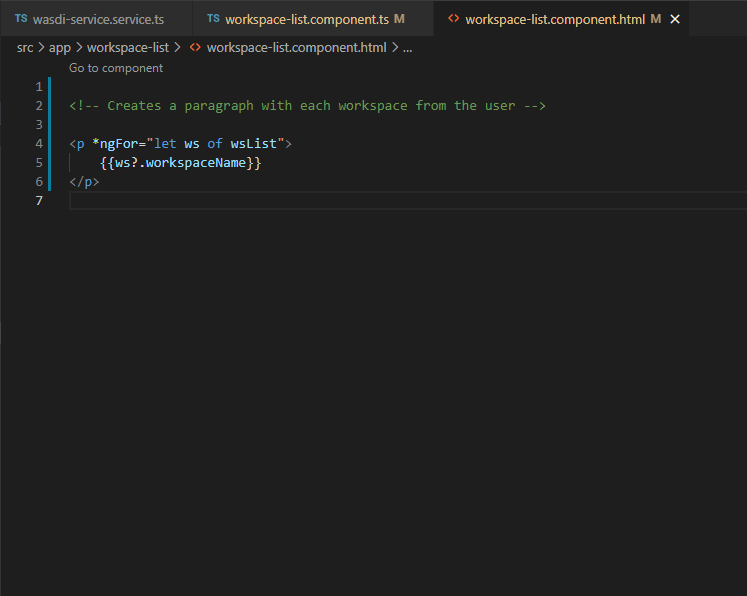 TS wasdi-service.service.ts TS workspace-list.component.ts M <> workspace-list.component.html M ×
src > app > workspace-list > <> workspace-list.component.html > ...
Go to component
1
2 <!-- Creates a paragraph with each workspace from the user -->
3
4 <p *ngFor="let ws of wsList">
5     {{ws?.workspaceName}}
6 </p>
7